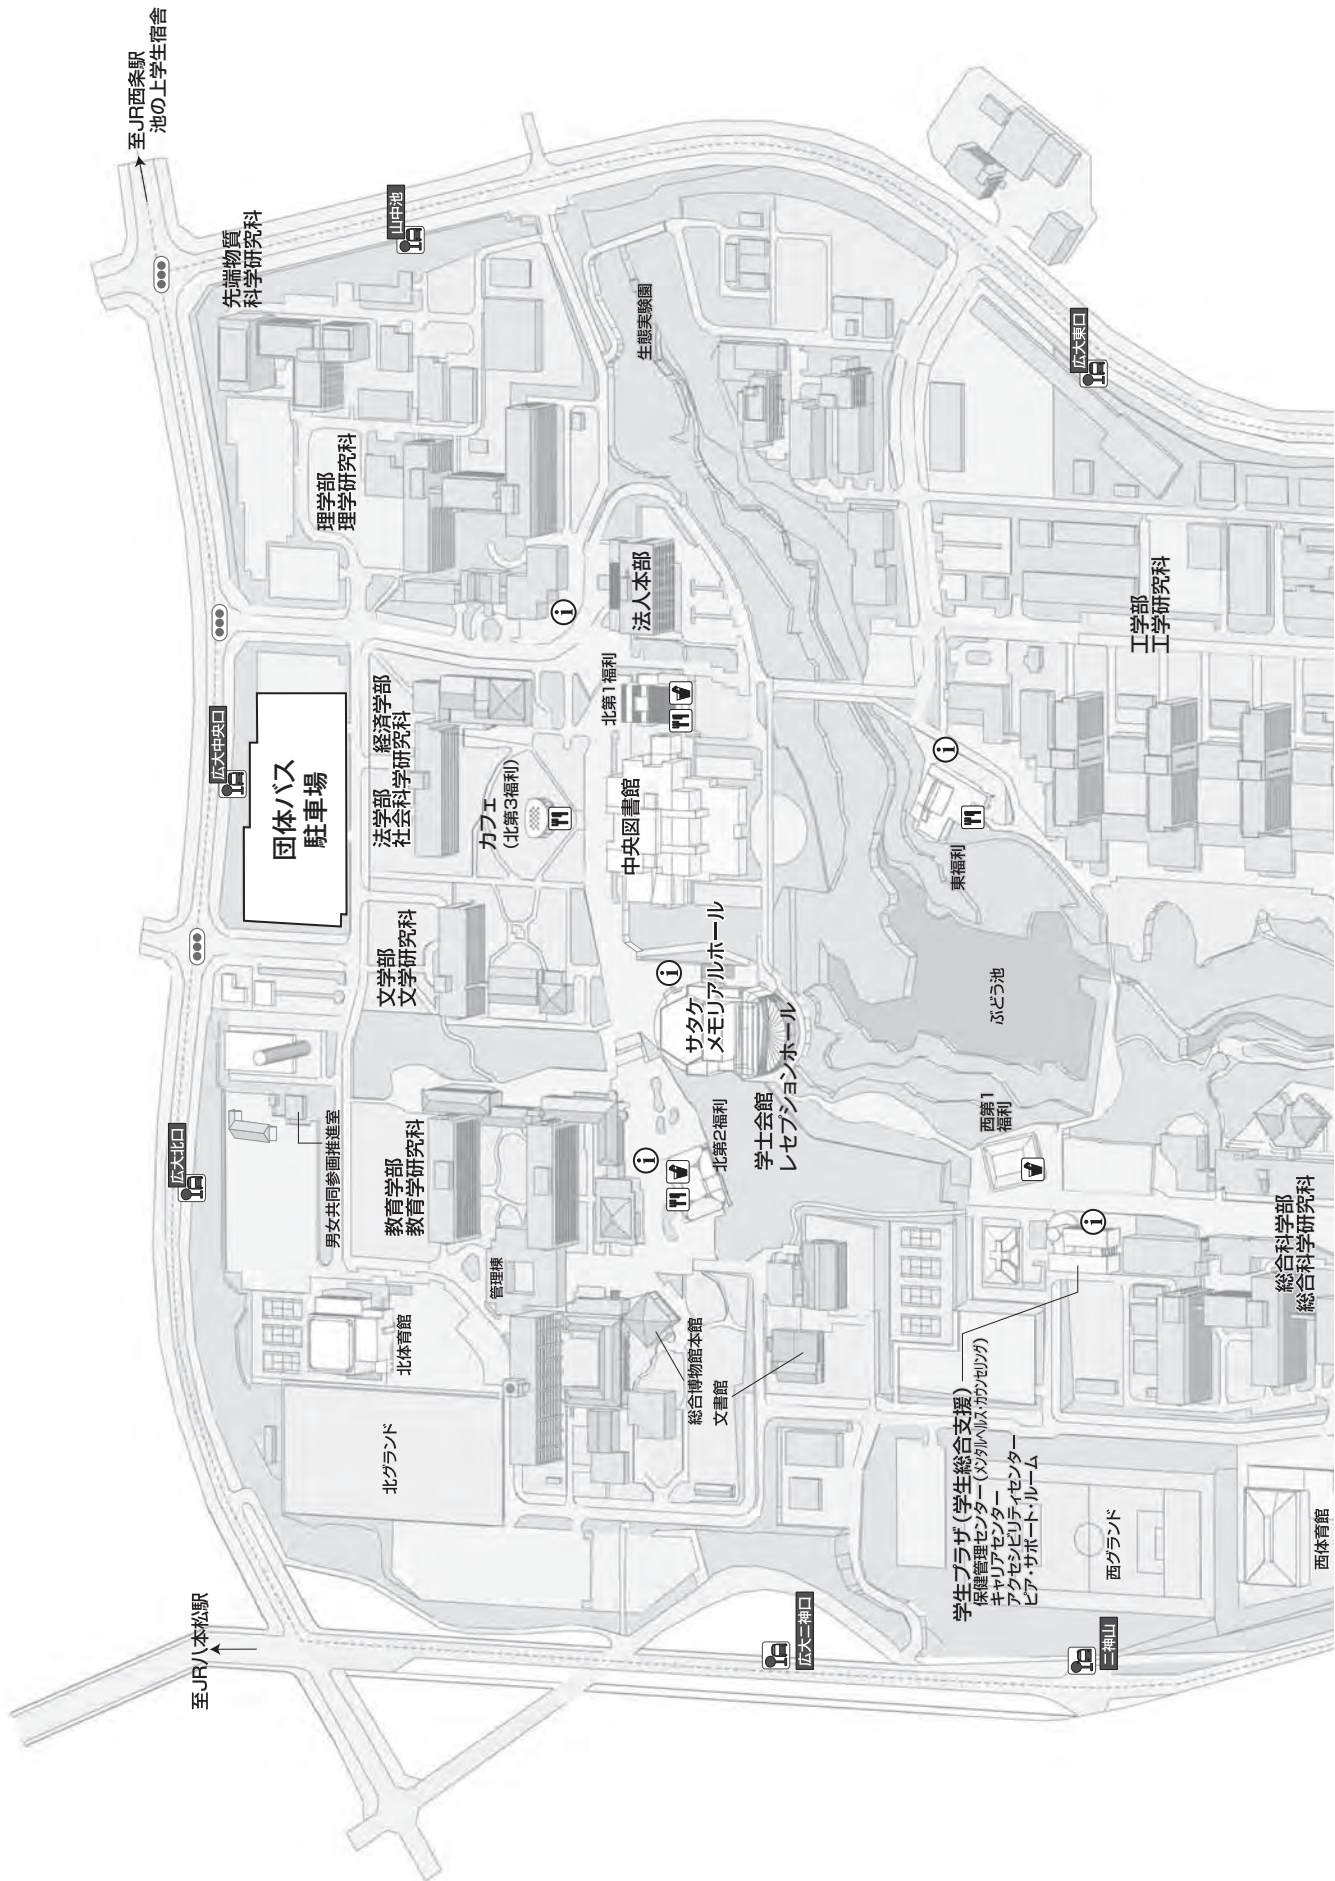 至JR八本松駅
至JR西条駅
池の上学生宿舎
広大北口
広大中央口
団体バス
駐車場
先端物質
科学研究科
男女共同参画推進室
北体育館
北グランド
教育学部
教育学研究科
管理棟
文学部
文学研究科
法学部　経済学部
社会科学研究科
カフェ
(北第3福利)
理学部
理学研究科
山中池
生態実験園
法人本部
北第1福利
中央図書館
サタケ
メモリアルホール
学士会館
レセプションホール
北第2福利
総合博物館本館
文書館
広大二神口
二神山
学生プラザ(学生総合支援)
保健管理センター(メンタルヘルス・カウンセリング)
キャリアセンター
アクセシビリティセンター
ピア・サポート・ルーム
西グランド
西体育館
西第1
福利
ぶどう池
東福利
総合科学部
総合科学研究科
工学部
工学研究科
広大東口